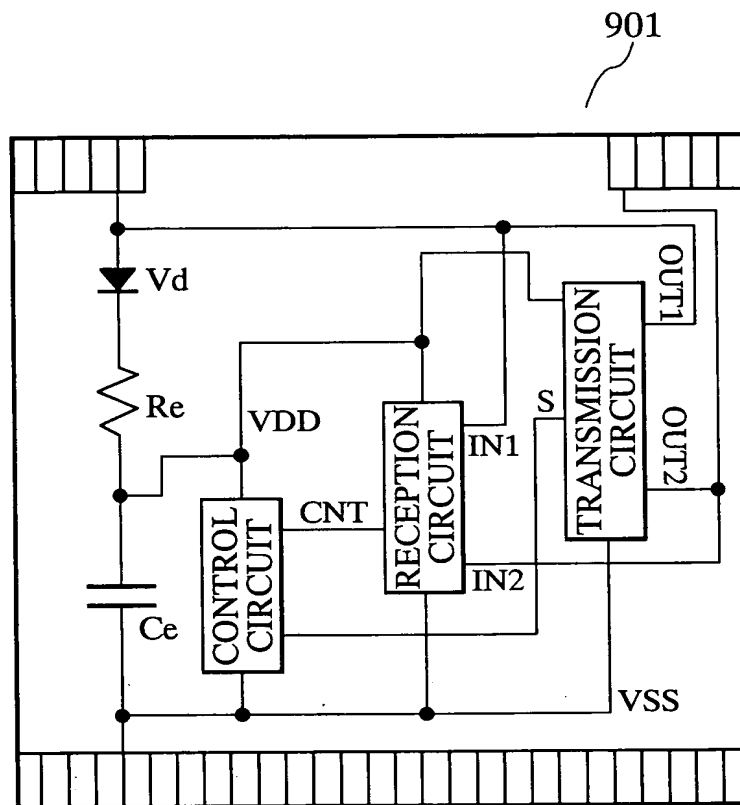 901
Vd
OUT1
TRANSMISSION
CIRCUIT
Re
VDD
S
RECEPTION
CIRCUIT
IN1
OUT2
CNT
CONTROL
CIRCUIT
IN2
Ce
VSS